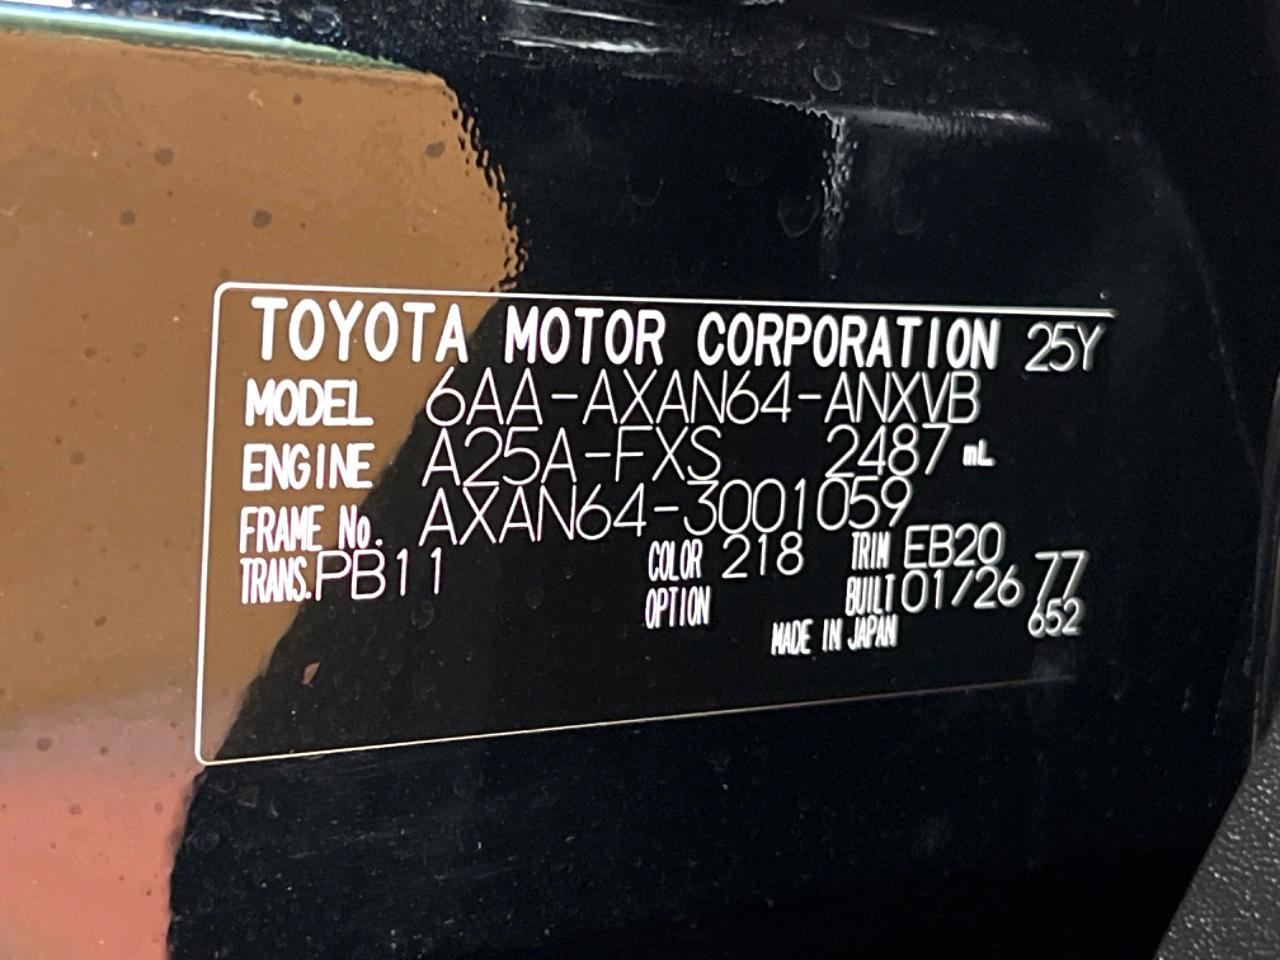 TOYOTA MOTOR CORPORATION 25Y
MODEL 6AA-AXAN64-ANXVB
ENGINE A25A-FXS 2487 mL
FRAME No. AXAN64-3001059
TRANS. PB11 COLOR 218 TRIM EB20
OPTION BUILT 01/26 77
MADE IN JAPAN 652